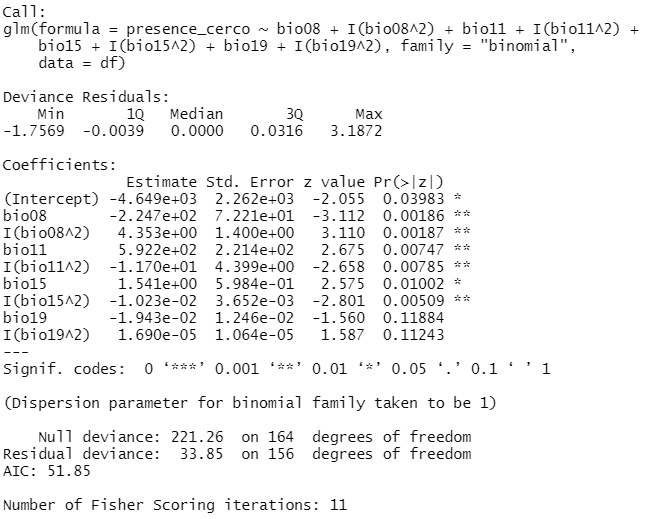 Call:
glm(formula = presence_cerco ~ bio08 + I(bio08^2) + bio11 + I(bio11^2) +
    bio15 + I(bio15^2) + bio19 + I(bio19^2), family = "binomial",
    data = df)

Deviance Residuals:
    Min       1Q   Median       3Q      Max
-1.7569  -0.0039   0.0000   0.0316   3.1872

Coefficients:
              Estimate Std. Error z value Pr(>|z|)
(Intercept) -4.649e+03  2.262e+03  -2.055  0.03983 *
bio08       -2.247e+02  7.221e+01  -3.112  0.00186 **
I(bio08^2)   4.353e+00  1.400e+00   3.110  0.00187 **
bio11        5.922e+02  2.214e+02   2.675  0.00747 **
I(bio11^2)  -1.170e+01  4.399e+00  -2.658  0.00785 **
bio15        1.541e+00  5.984e-01   2.575  0.01002 *
I(bio15^2)  -1.023e-02  3.652e-03  -2.801  0.00509 **
bio19       -1.943e-02  1.246e-02  -1.560  0.11884
I(bio19^2)   1.690e-05  1.064e-05   1.587  0.11243
---
Signif. codes:  0 ‘***’ 0.001 ‘**’ 0.01 ‘*’ 0.05 ‘.’ 0.1 ‘ ’ 1

(Dispersion parameter for binomial family taken to be 1)

    Null deviance: 221.26  on 164  degrees of freedom
Residual deviance:  33.85  on 156  degrees of freedom
AIC: 51.85

Number of Fisher Scoring iterations: 11